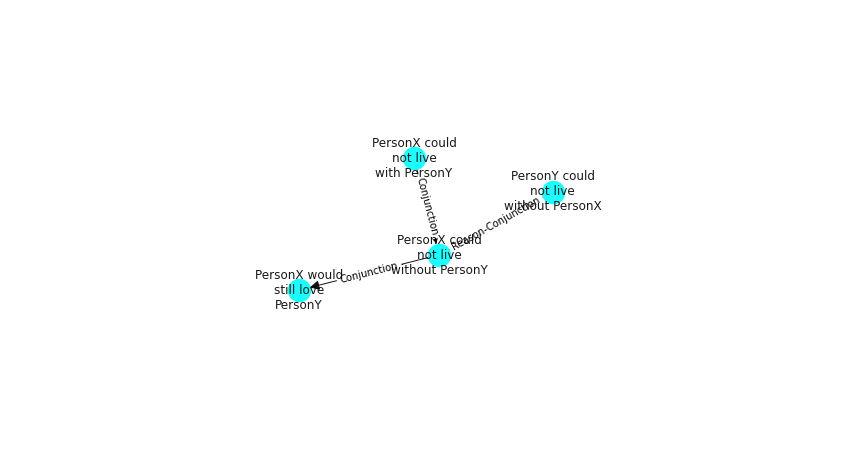 PersonX could
not live
with PersonY
PersonY could
not live
without PersonX
Conjunction
Reason-Conjunction
PersonX could
not live
without PersonY
Conjunction
PersonX would
still love
PersonY